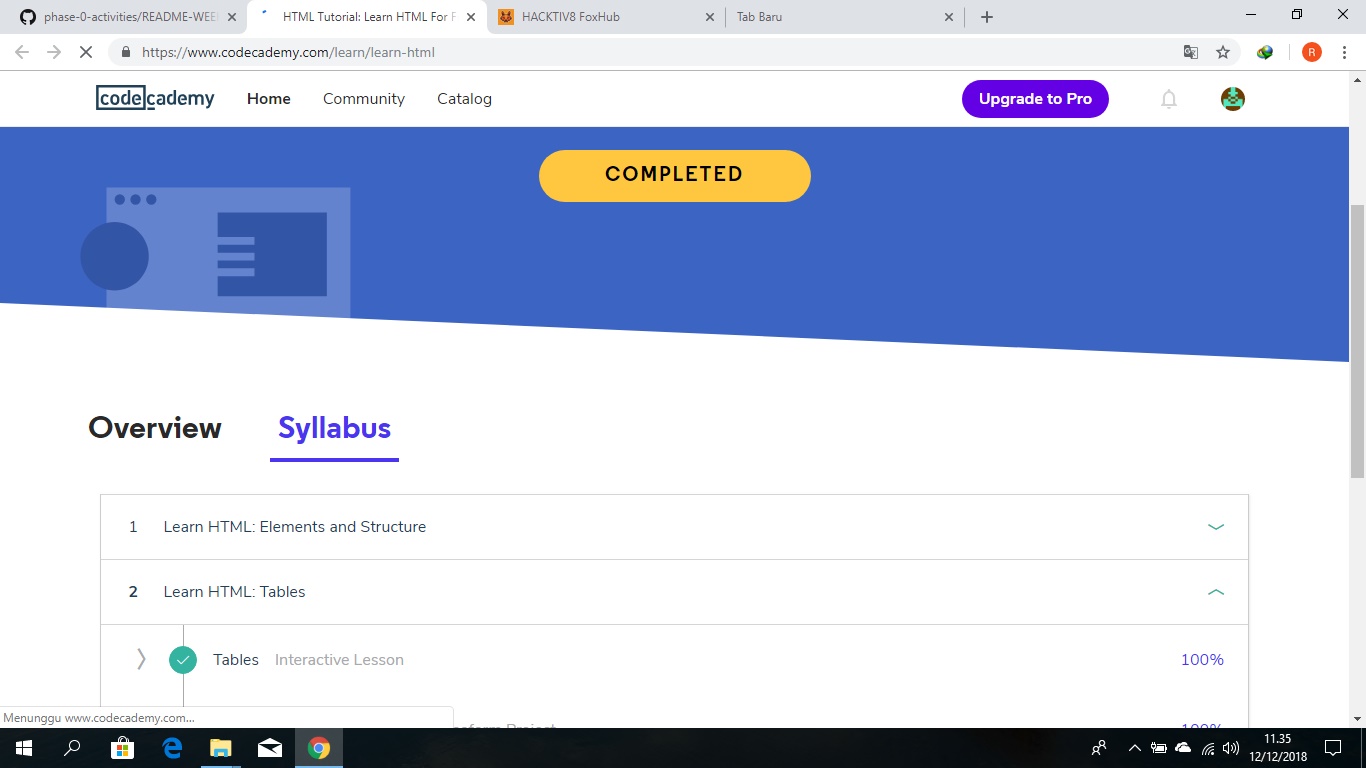 phase-0-activities/README-WEE
HTML Tutorial: Learn HTML For F
HACKTIV8 FoxHub
Tab Baru
https://www.codecademy.com/learn/learn-html
R
codecademy
Home
Community
Catalog
Upgrade to Pro
COMPLETED
Overview
Syllabus
1 Learn HTML: Elements and Structure
2 Learn HTML: Tables
Tables Interactive Lesson 100%
Menunggu www.codecademy.com...
Project 100%
11.35
12/12/2018